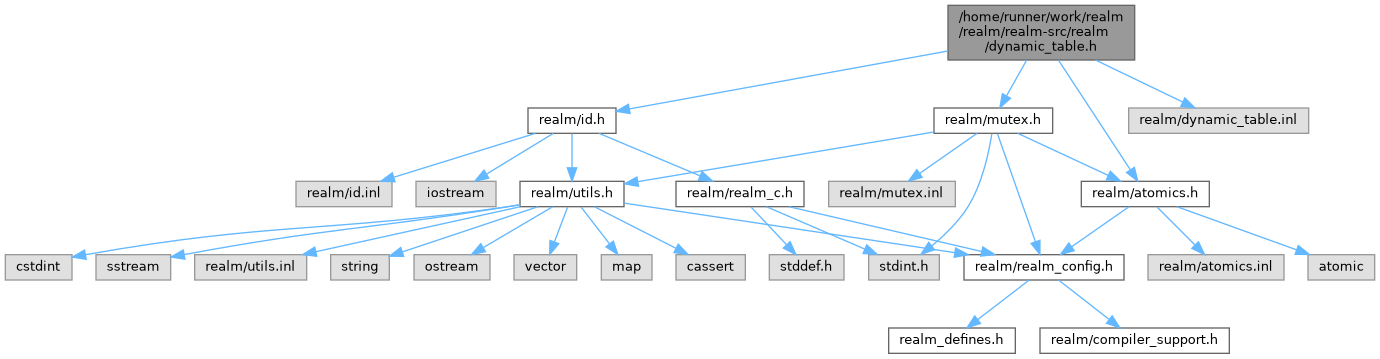 /home/runner/work/realm
/realm/realm-src/realm
/dynamic_table.h
realm/id.h
realm/mutex.h
realm/dynamic_table.inl
realm/id.inl
iostream
realm/utils.h
realm/realm_c.h
realm/mutex.inl
realm/atomics.h
cstdint
sstream
realm/utils.inl
string
ostream
vector
map
cassert
stddef.h
stdint.h
realm/realm_config.h
realm/atomics.inl
atomic
realm_defines.h
realm/compiler_support.h